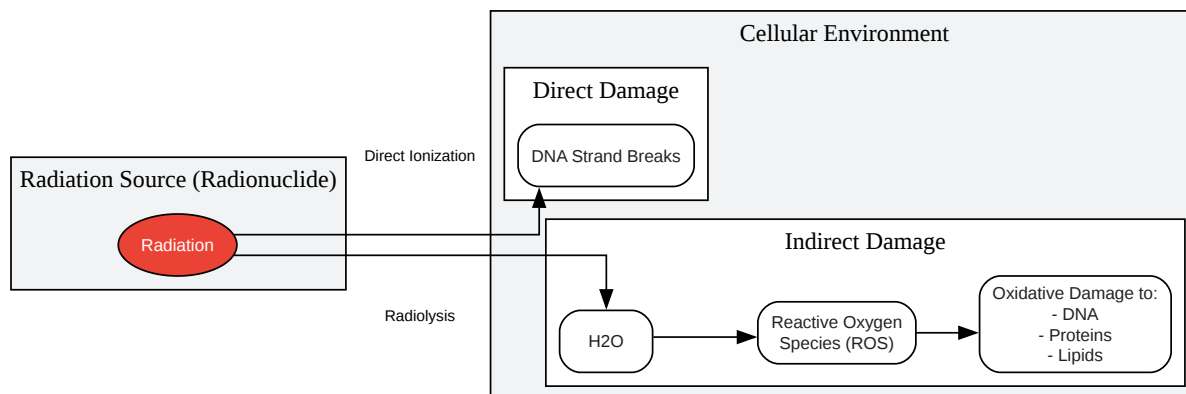 Cellular Environment
Direct Damage
Direct Ionization
DNA Strand Breaks
Radiation Source (Radionuclide)
Radiation
Indirect Damage
Radiolysis
H2O
Reactive Oxygen
Species (ROS)
Oxidative Damage to:
- DNA
- Proteins
- Lipids